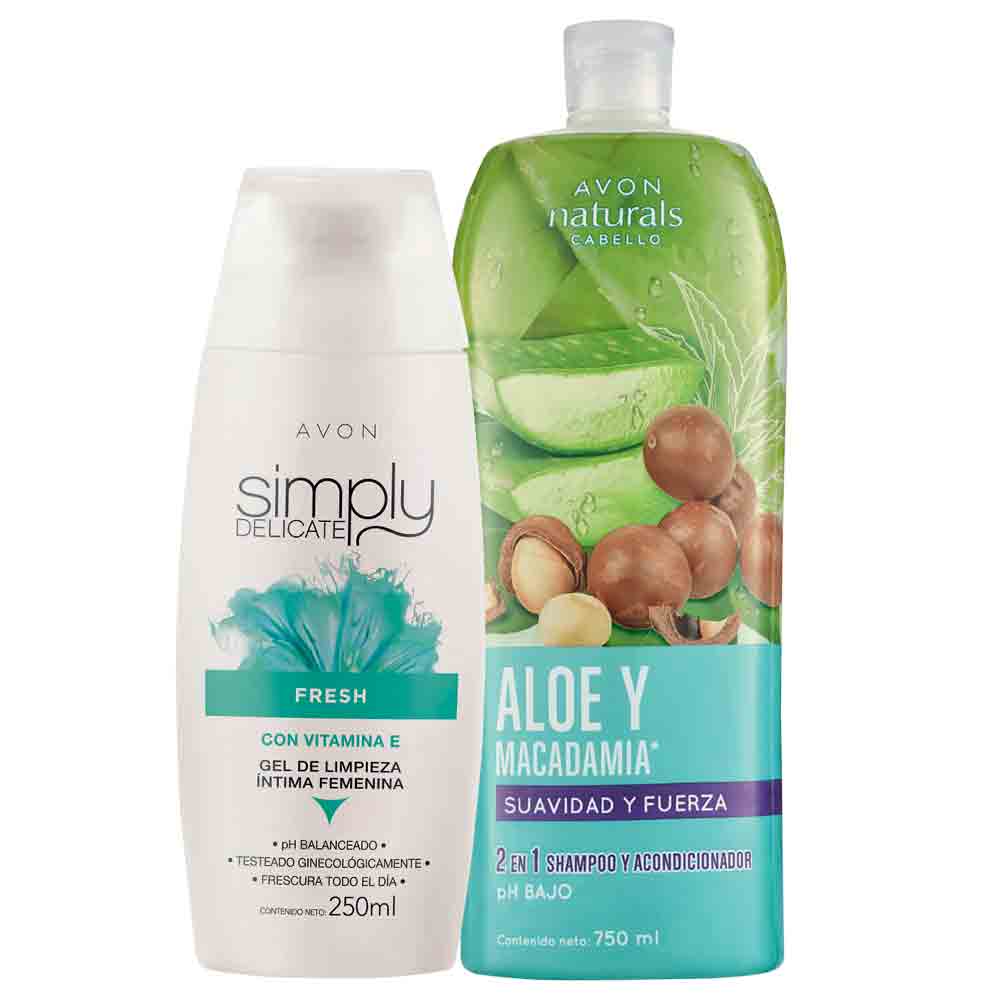 AVON
simply
DELICATE
FRESH
CON VITAMINA E
GEL DE LIMPIEZA
ÍNTIMA FEMENINA
• pH BALANCEADO •
• TESTEADO GINECOLÓGICAMENTE •
• FRESCURA TODO EL DÍA •
CONTENIDO NETO: 250ml
AVON
naturals
CABELLO
ALOE Y
MACADAMIA*
SUAVIDAD Y FUERZA
2 EN 1 SHAMPOO Y ACONDICIONADOR
pH BAJO
Contenido neto: 750 ml